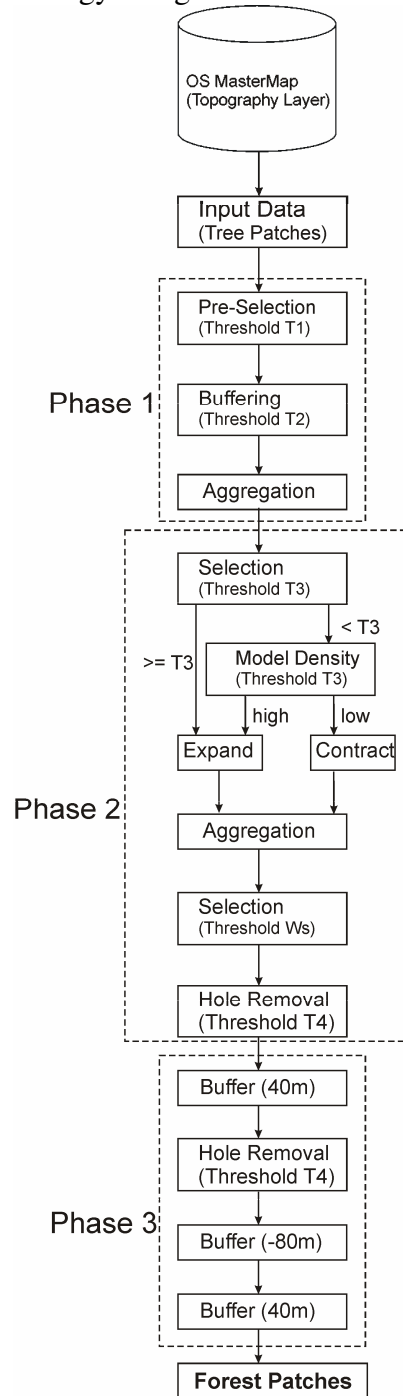 OS MasterMap
(Topography Layer)
Input Data
(Tree Patches)
Pre-Selection
(Threshold T1)
Phase 1
Buffering
(Threshold T2)
Aggregation
Selection
(Threshold T3)
>= T3
< T3
Model Density
(Threshold T3)
high
low
Expand
Contract
Phase 2
Aggregation
Selection
(Threshold Ws)
Hole Removal
(Threshold T4)
Buffer (40m)
Hole Removal
(Threshold T4)
Phase 3
Buffer (-80m)
Buffer (40m)
Forest Patches